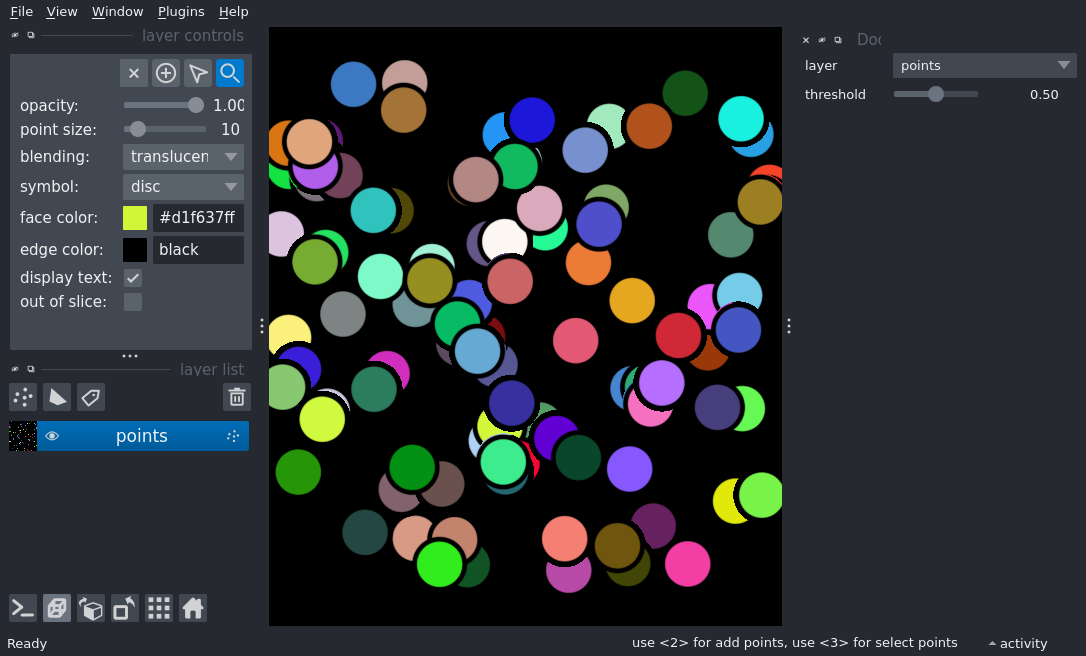 File View Window Plugins Help
layer controls
opacity: 1.00
point size: 10
blending: translucen
symbol: disc
face color: #d1f637ff
edge color: black
display text:
out of slice:
layer list
points
Doc
layer points
threshold 0.50
Ready
use <2> for add points, use <3> for select points
activity